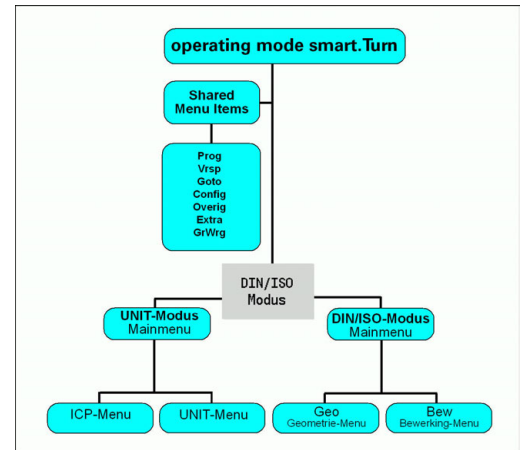 operating mode smart.Turn
Shared
Menu Items
Prog
Vrsp
Goto
Config
Overig
Extra
GrWrg
DIN/ISO
Modus
UNIT-Modus
Mainmenu
DIN/ISO-Modus
Mainmenu
ICP-Menu
UNIT-Menu
Geo
Geometrie-Menu
Bew
Bewerking-Menu